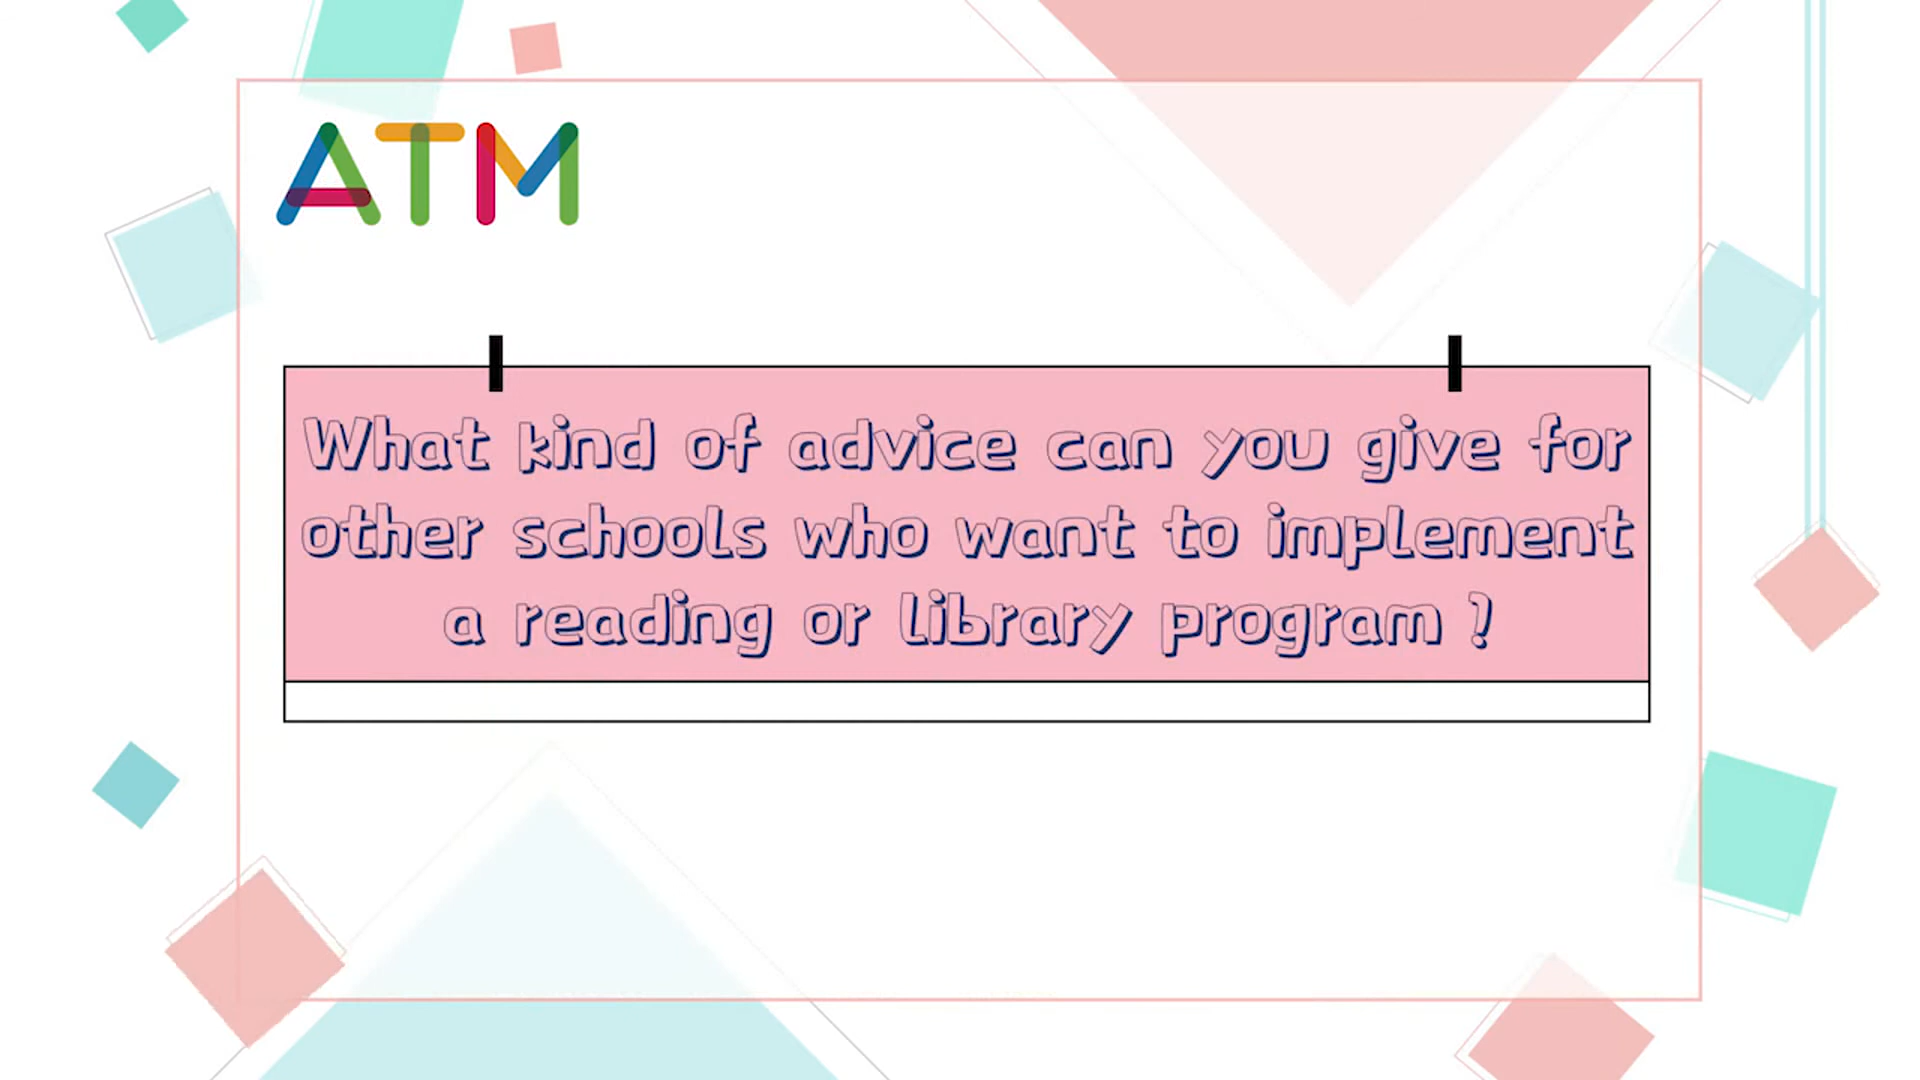 ATM
What kind of advice can you give for
other schools who want to implement
a reading or library program ?